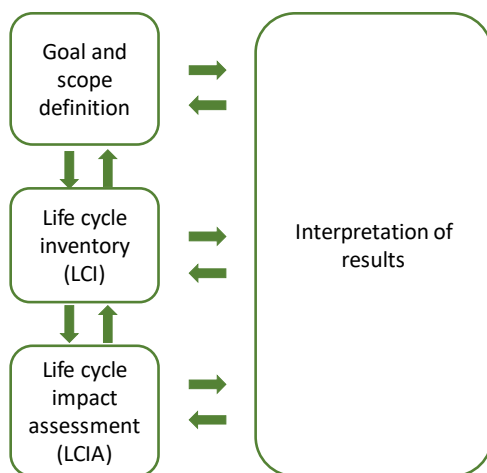 Goal and
scope
definition
Life cycle
inventory
(LCI)
Interpretation of
results
Life cycle
impact
assessment
(LCIA)